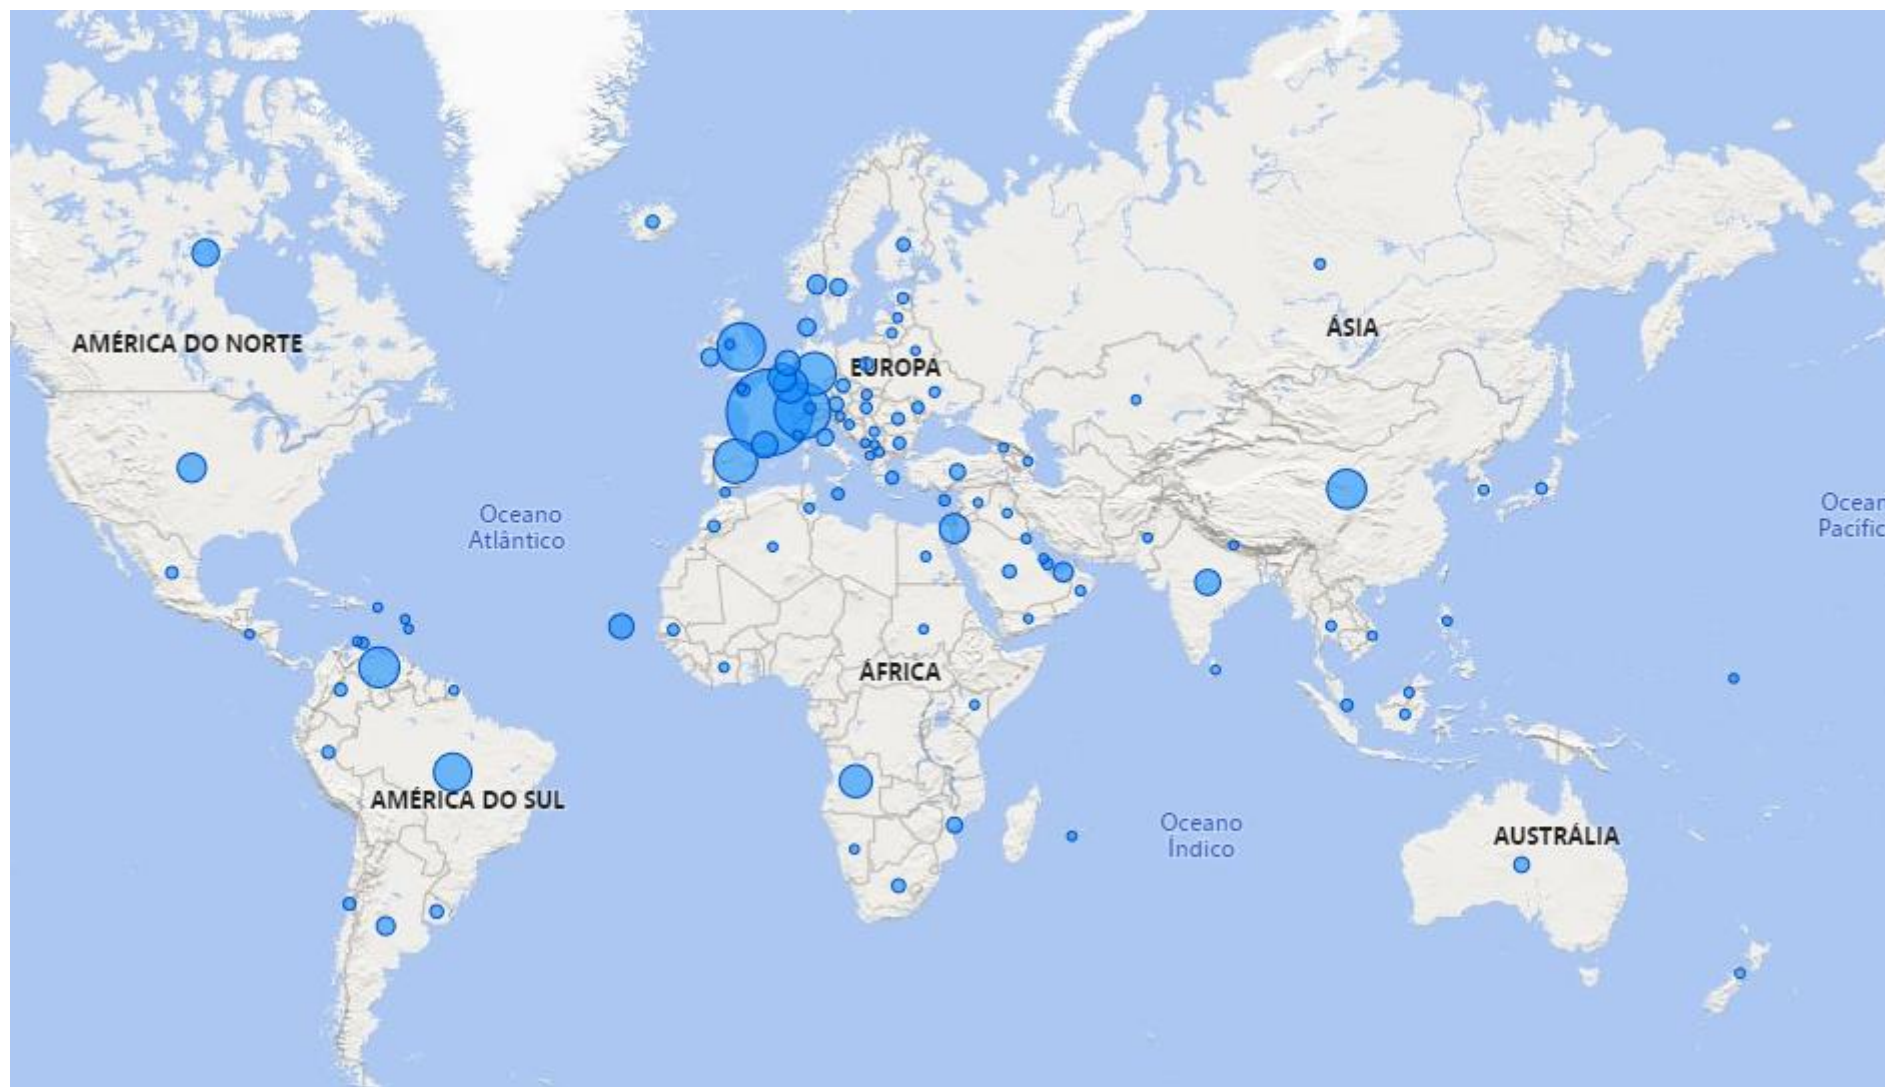 ÁSIA
AMÉRICA DO NORTE
EUROPA
Oceano
Atlântico
Ocean
Pacífic
ÁFRICA
AMÉRICA DO SUL
Oceano
Índico
AUSTRÁLIA